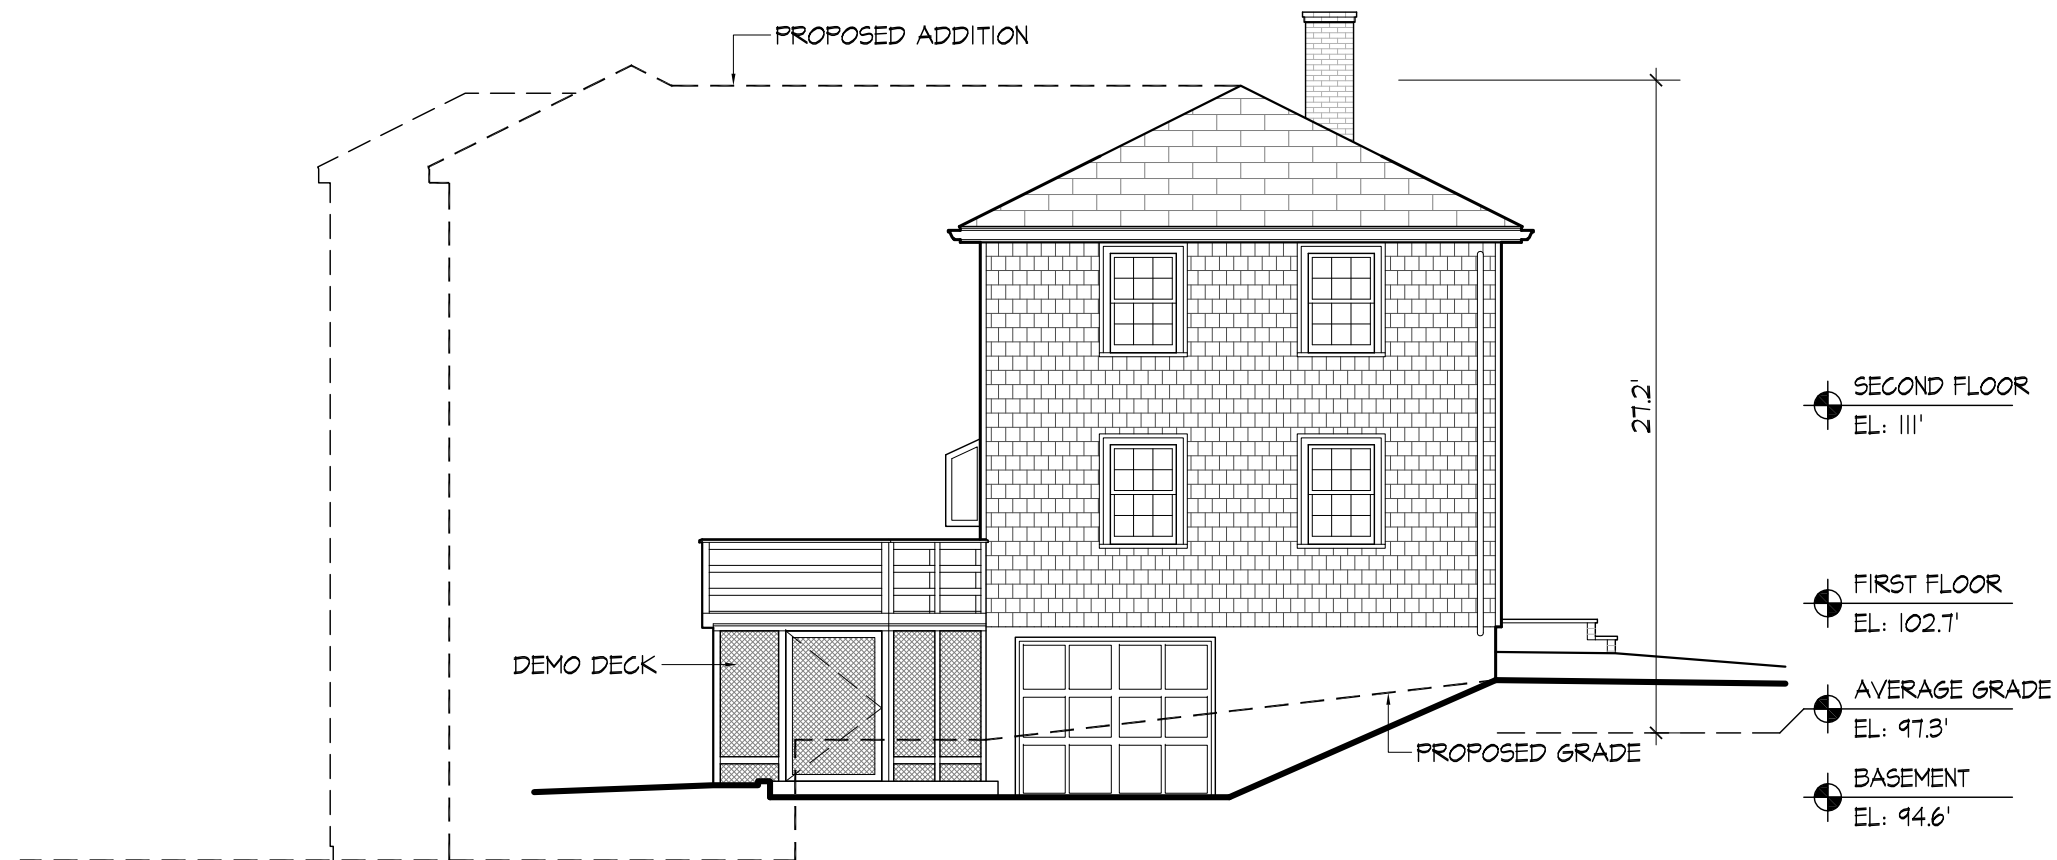 PROPOSED ADDITION
27.2'
SECOND FLOOR
EL: 111'
FIRST FLOOR
EL: 102.7'
DEMO DECK
AVERAGE GRADE
EL: 97.3'
PROPOSED GRADE
BASEMENT
EL: 94.6'